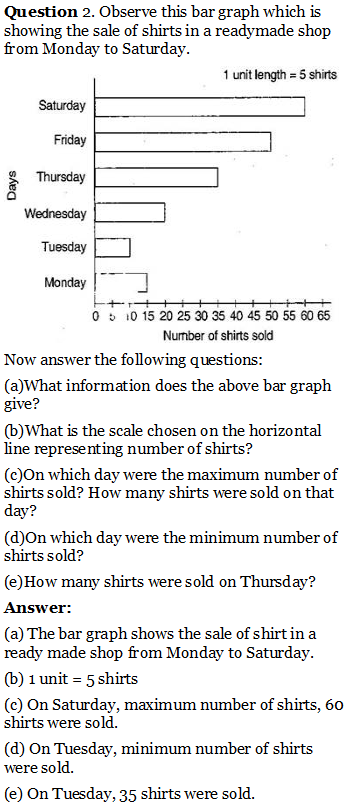 Question 2. Observe this bar graph which is
showing the sale of shirts in a readymade shop
from Monday to Saturday.
1 unit length = 5 shirts
Saturday
Friday
Thursday
Wednesday
Tuesday
Monday
Days
0 5 10 15 20 25 30 35 40 45 50 55 60 65
Number of shirts sold
Now answer the following questions:
(a)What information does the above bar graph
give?
(b)What is the scale chosen on the horizontal
line representing number of shirts?
(c)On which day were the maximum number of
shirts sold? How many shirts were sold on that
day?
(d)On which day were the minimum number of
shirts sold?
(e)How many shirts were sold on Thursday?
Answer:
(a) The bar graph shows the sale of shirt in a
ready made shop from Monday to Saturday.
(b) 1 unit = 5 shirts
(c) On Saturday, maximum number of shirts, 60
shirts were sold.
(d) On Tuesday, minimum number of shirts
were sold.
(e) On Tuesday, 35 shirts were sold.